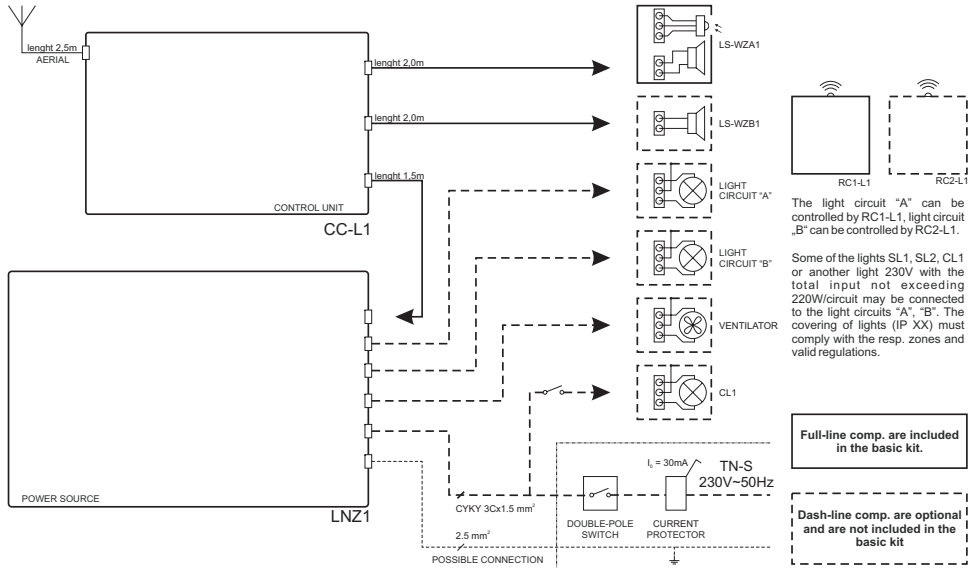 lenght 2,5m
AERIAL
lenght 2,0m
lenght 2,0m
lenght 1,5m
CONTROL UNIT
CC-L1
POWER SOURCE
LNZ1
LS-WZA1
LS-WZB1
LIGHT
CIRCUIT "A"
LIGHT
CIRCUIT "B"
VENTILATOR
CL1
CYKY 3Cx1.5 mm²
2.5 mm²
POSSIBLE CONNECTION
DOUBLE-POLE
SWITCH
= 30mA
CURRENT
PROTECTOR
TN-S
230V~50Hz
RC1-L1
RC2-L1
The light circuit “A” can be
controlled by RC1-L1, light circuit
„B“ can be controlled by RC2-L1.
Some of the lights SL1, SL2, CL1
or another light 230V with the
total input not exceeding
220W/circuit may be connected
to the light circuits “A”, “B”. The
covering of lights (IP XX) must
comply with the resp. zones and
valid regulations.
Full-line comp. are included
in the basic kit.
Dash-line comp. are optional
and are not included in the
basic kit